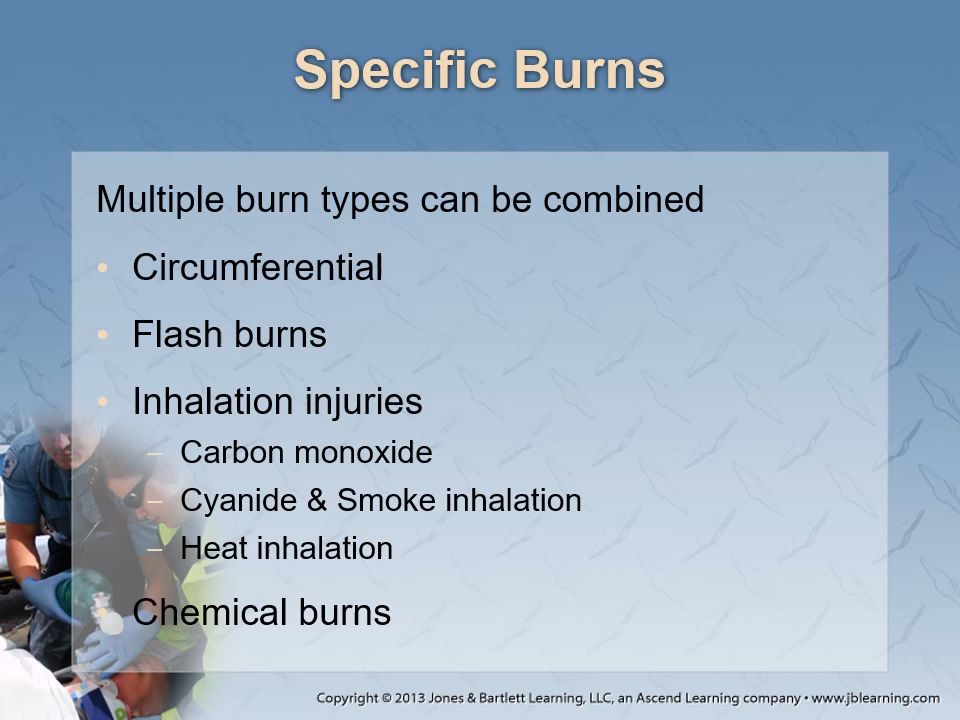 Specific Burns
Multiple burn types can be combined
• Circumferential
• Flash burns
• Inhalation injuries
– Carbon monoxide
– Cyanide & Smoke inhalation
– Heat inhalation
• Chemical burns
Copyright © 2013 Jones & Bartlett Learning, LLC, an Ascend Learning company • www.jblearning.com